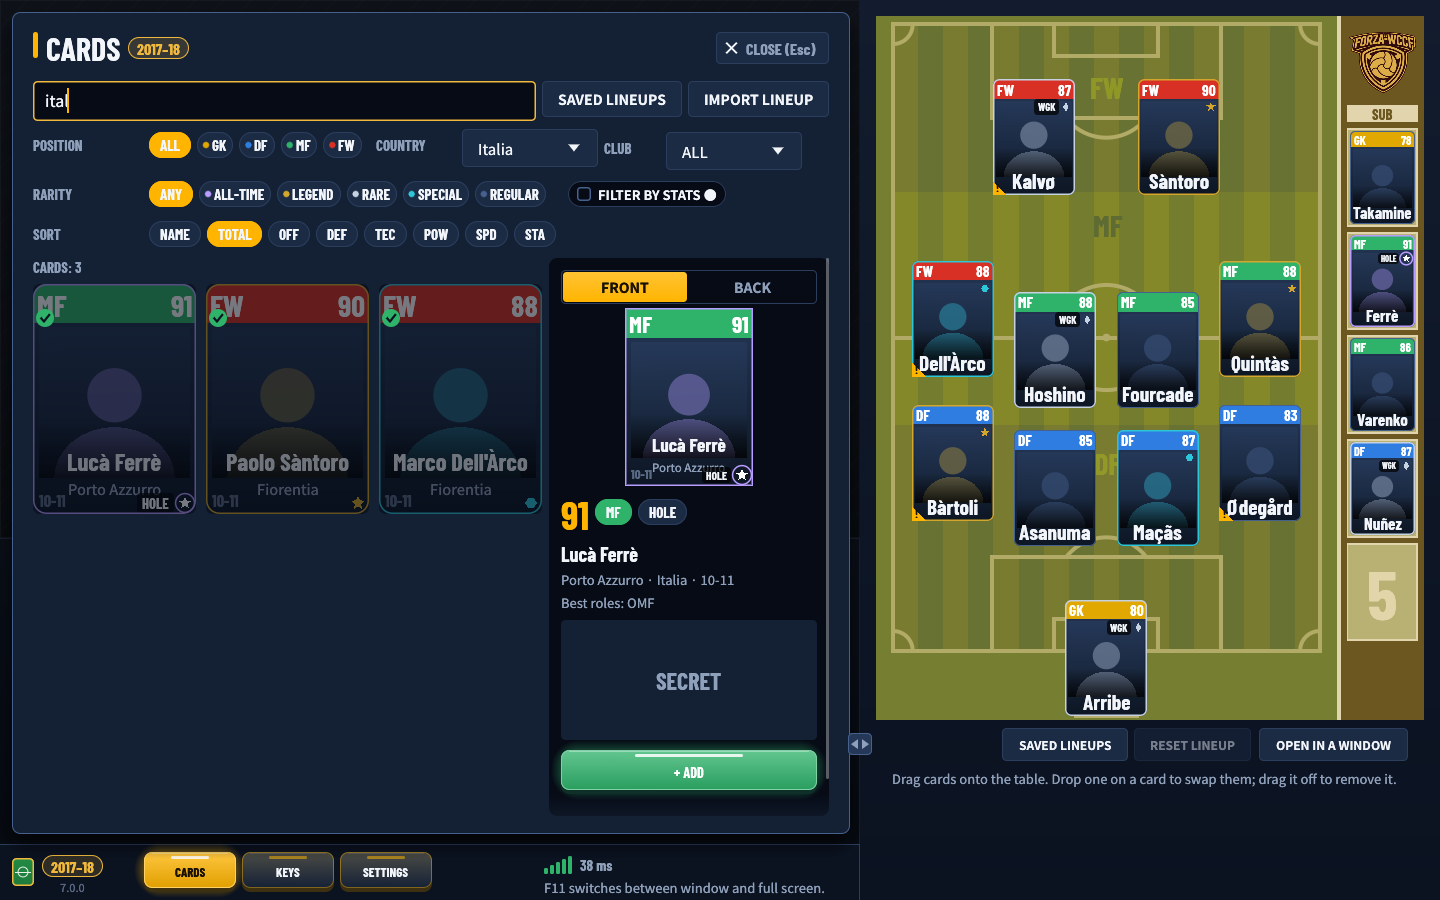 CARDS 2017–18
CLOSE (Esc)
ital
SAVED LINEUPS
IMPORT LINEUP
POSITION ALL GK DF MF FW COUNTRY Italia CLUB ALL
RARITY ANY ALL-TIME LEGEND RARE SPECIAL REGULAR FILTER BY STATS
SORT NAME TOTAL OFF DEF TEC POW SPD STA
CARDS: 3
MF 91
Lucà Ferrè
Porto Azzurro
10-11 HOLE
FW 90
Paolo Sàntoro
Fiorentia
10-11
FW 88
Marco Dell'Àrco
Fiorentia
10-11
FRONT BACK
MF 91
Lucà Ferrè
Porto Azzurro
10-11 HOLE
91 MF HOLE
Lucà Ferrè
Porto Azzurro · Italia · 10-11
Best roles: OMF
SECRET
+ ADD
2017–18
7.0.0
CARDS
KEYS
SETTINGS
38 ms
F11 switches between window and full screen.
FW
MF
DF
FW 87
WGK
Kalvø
FW 90
Sàntoro
FW 88
Dell'Àrco
MF 88
WGK
Hoshino
MF 85
Fourcade
MF 88
Quintàs
DF 88
Bàrtoli
DF 85
Asanuma
DF 87
Maçãs
DF 83
Ødegård
GK 80
WGK
Arribe
FORZA-WCCF
SUB
GK 78
Takamine
MF 91
HOLE
Ferrè
MF 86
Varenko
DF 87
WGK
Nuñez
5
SAVED LINEUPS
RESET LINEUP
OPEN IN A WINDOW
Drag cards onto the table. Drop one on a card to swap them; drag it off to remove it.